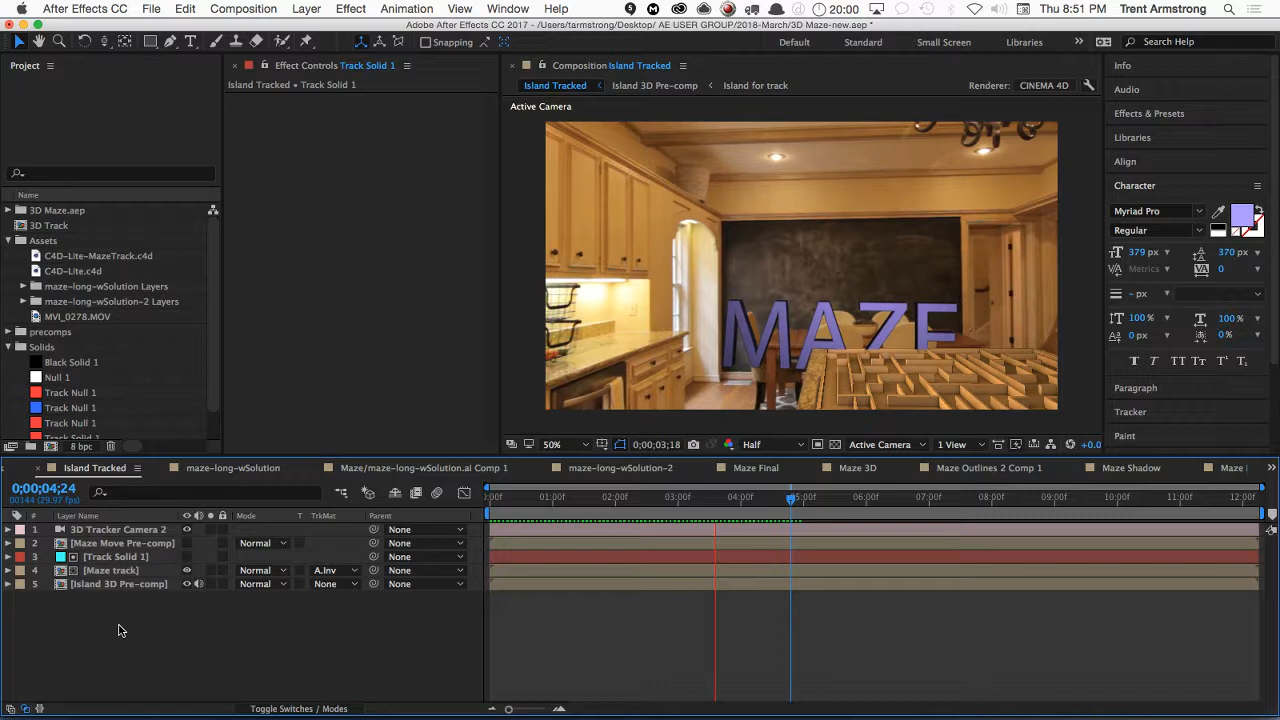 After Effects CC File Edit Composition Layer Effect Animation View Window Help 20:00 Thu 8:51 PM Trent Armstrong
Adobe After Effects CC 2017 - /Users/tarmstrong/Desktop/ AE USER GROUP/2018-March/3D Maze-new.aep *
Snapping Default Standard Small Screen Libraries Search Help
Project Effect Controls Track Solid 1 Composition Island Tracked Info
Island Tracked • Track Solid 1 Island Tracked Island 3D Pre-comp Island for track Renderer: CINEMA 4D Audio
Active Camera
Effects & Presets
Libraries
Align
Character
Name
3D Maze.aep
3D Track
Assets
C4D-Lite-MazeTrack.c4d
C4D-Lite.c4d
maze-long-wSolution Layers
maze-long-wSolution-2 Layers
MVI_0278.MOV
precomps
Solids
Black Solid 1
Null 1
Track Null 1
Track Null 1
Track Null 1
Track Solid 1
8 bpc
MAZE
50% 0;00;03;18 Half Active Camera 1 View +0.0
Myriad Pro
Regular
379 px 370 px
Metrics 0
- px
100 % 100 %
0 px 0 %
T T TT Tr T¹ T₁
Paragraph
Tracker
Paint
Island Tracked maze-long-wSolution Maze/maze-long-wSolution.ai Comp 1 maze-long-wSolution-2 Maze Final Maze 3D Maze Outlines 2 Comp 1 Maze Shadow Maze
0;00;04;24
00144 (29.97 fps)
:00f 01:00f 02:00f 03:00f 04:00f 05:00f 06:00f 07:00f 08:00f 09:00f 10:00f 11:00f 12:00f
# Layer Name Mode T TrkMat Parent
1 3D Tracker Camera 2 None
2 [Maze Move Pre-comp] Normal None
3 [Track Solid 1] None
4 [Maze track] Normal A.Inv None
5 [Island 3D Pre-comp] Normal None None
Toggle Switches / Modes